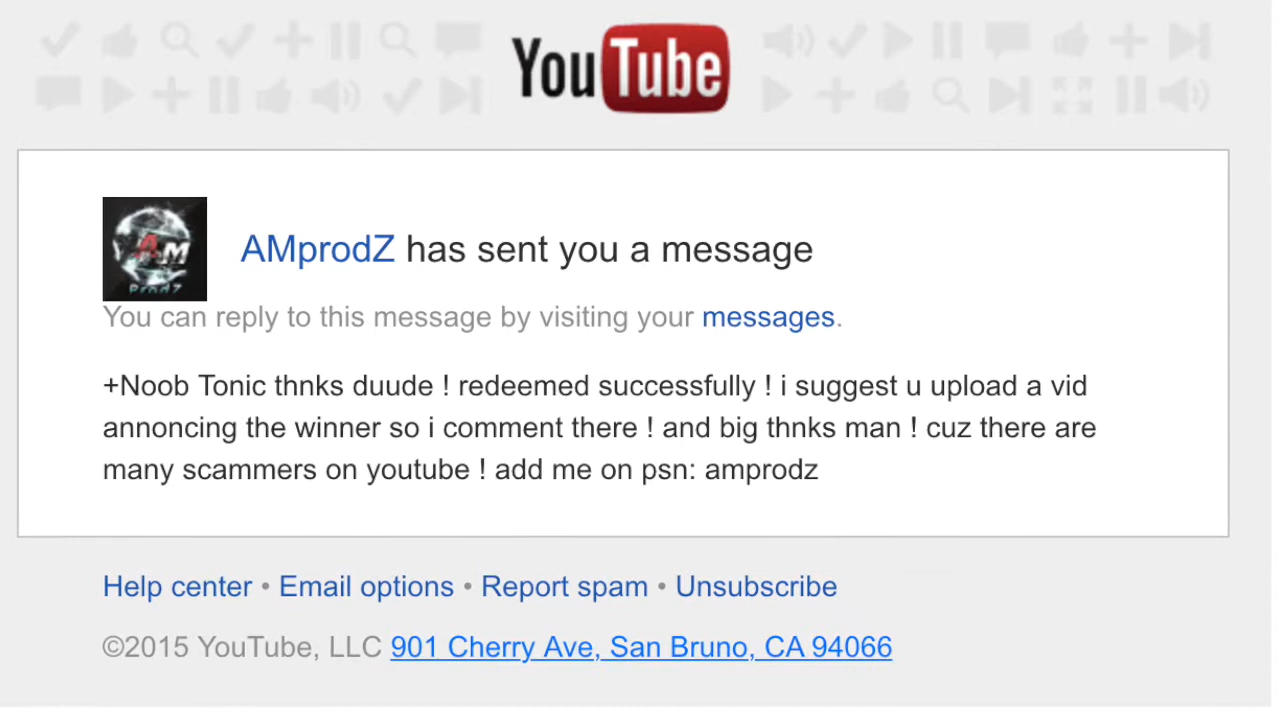 YouTube
AM
ProdZ
AMprodZ has sent you a message
You can reply to this message by visiting your messages.
+Noob Tonic thnks duude ! redeemed successfully ! i suggest u upload a vid
annoncing the winner so i comment there ! and big thnks man ! cuz there are
many scammers on youtube ! add me on psn: amprodz
Help center • Email options • Report spam • Unsubscribe
©2015 YouTube, LLC 901 Cherry Ave, San Bruno, CA 94066